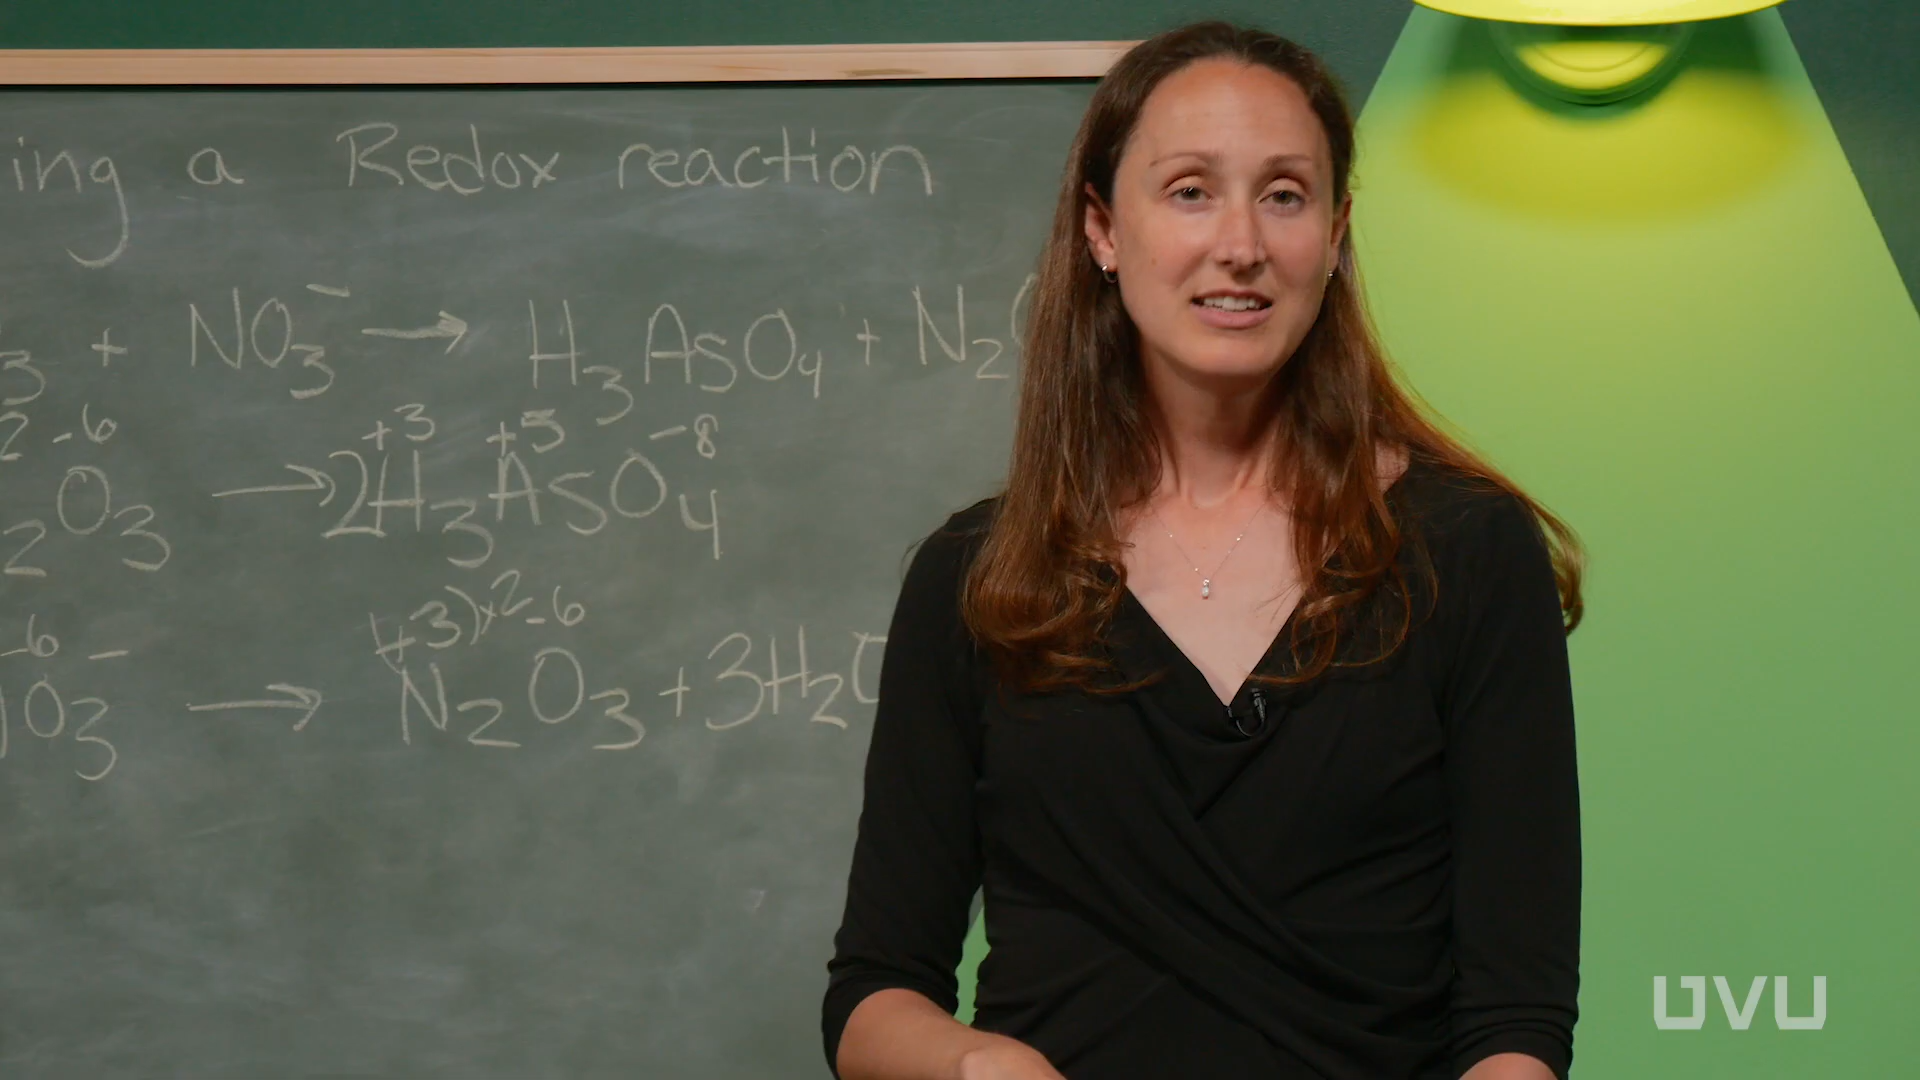 ing a Redox reaction
3 + NO₃⁻ → H₃AsO₄ + N₂
2 -6 +3 +5 -8
₂O₃ → 2H₃AsO₄
-6 - (+3)x2 -6
O₃ → N₂O₃ + 3H₂O
UVU